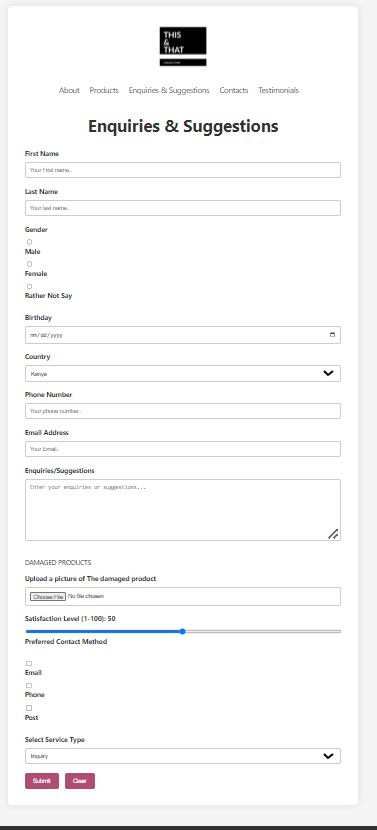 THIS
&
THAT
COLLECTION
About Products Enquiries & Suggestions Contacts Testimonials
Enquiries & Suggestions
First Name
Your First name..
Last Name
Your last name..
Gender
Male
Female
Rather Not Say
Birthday
mm/dd/yyyy
Country
Kenya
Phone Number
Your phone number..
Email Address
Your Email..
Enquiries/Suggestions
Enter your enquiries or suggestions...
DAMAGED PRODUCTS
Upload a picture of The damaged product
Choose File No file chosen
Satisfaction Level (1-100): 50
Preferred Contact Method
Email
Phone
Post
Select Service Type
Inquiry
Submit Clear